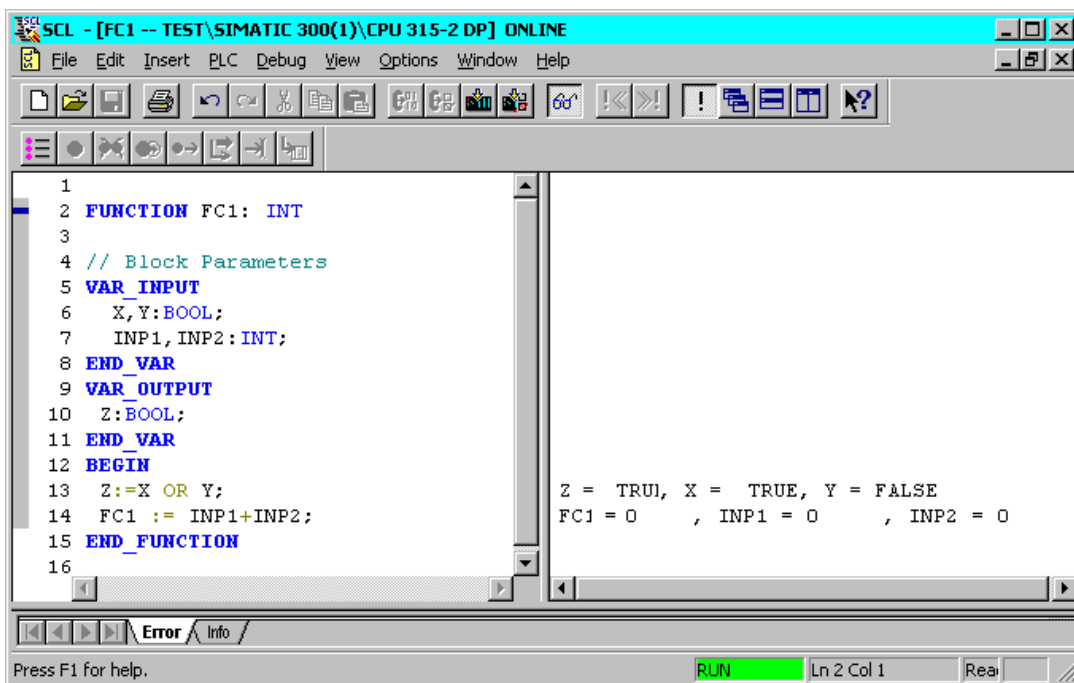 SCL - [FC1 -- TEST\SIMATIC 300(1)\CPU 315-2 DP] ONLINE
File Edit Insert PLC Debug View Options Window Help
1
2 FUNCTION FC1: INT
3
4 // Block Parameters
5 VAR_INPUT
6 X,Y:BOOL;
7 INP1,INP2:INT;
8 END_VAR
9 VAR_OUTPUT
10 Z:BOOL;
11 END_VAR
12 BEGIN
13 Z:=X OR Y;
14 FC1 := INP1+INP2;
15 END_FUNCTION
16
Z = TRUI, X = TRUE, Y = FALSE
FC1 = 0 , INP1 = 0 , INP2 = 0
Error Info
Press F1 for help. RUN Ln 2 Col 1 Rea